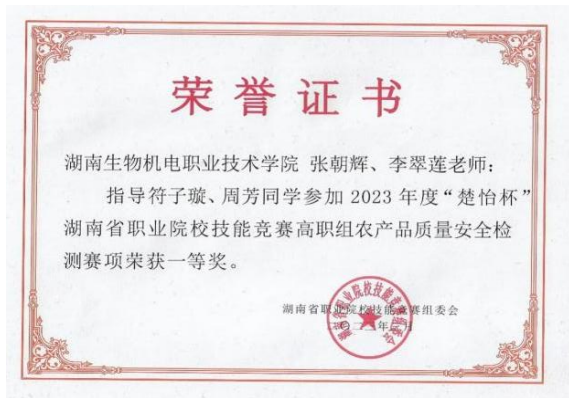 荣誉证书
湖南生物机电职业技术学院 张朝辉、李翠莲老师：
指导符子璇、周芳同学参加 2023 年度“楚怡杯”
湖南省职业院校技能竞赛高职组农产品质量安全检
测赛项荣获一等奖。
湖南省职业院校技能竞赛组委会